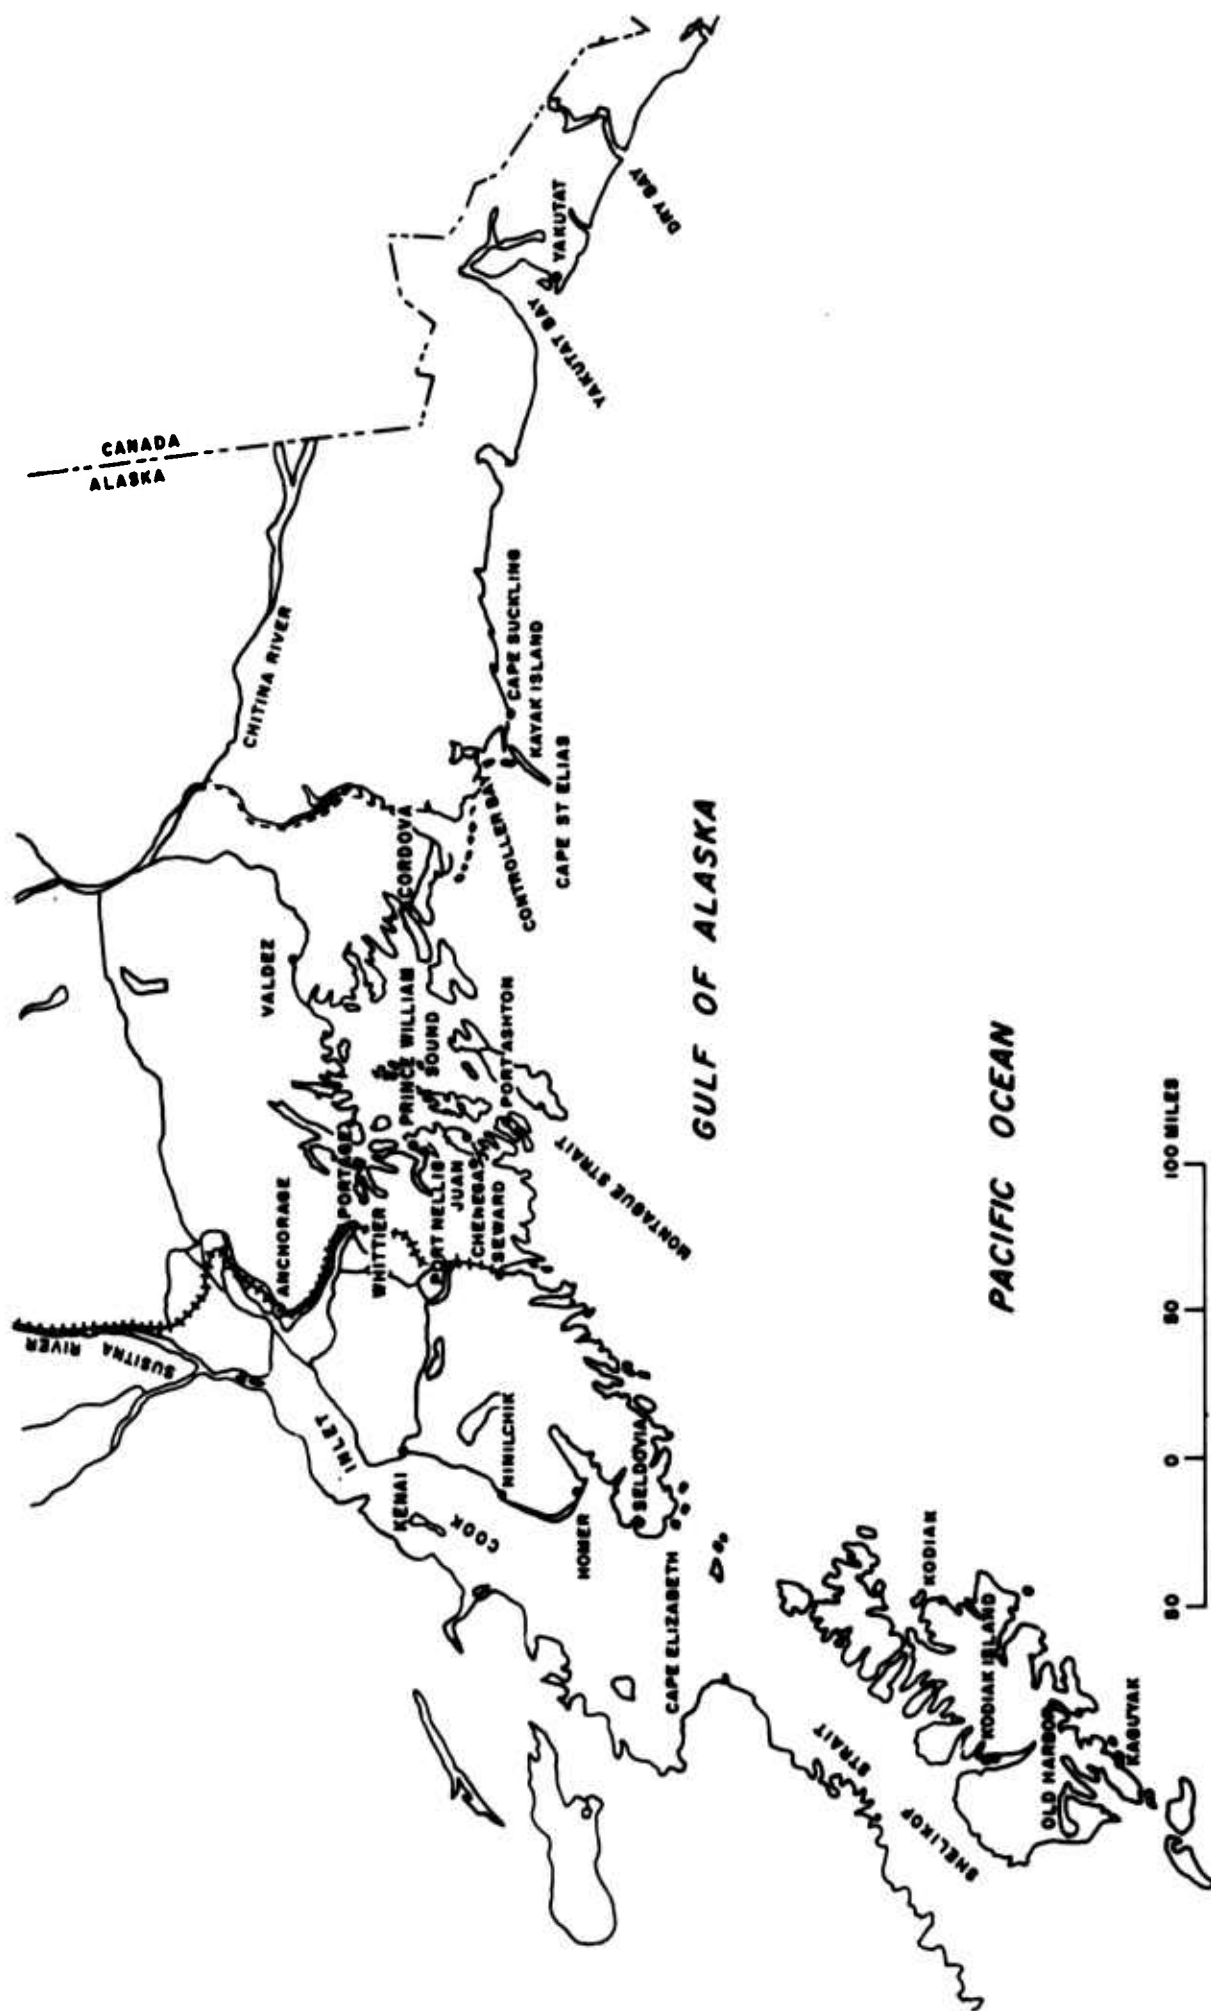 CANADA
ALASKA
CHITINA RIVER
SUSITNA
RIVER
VALDEZ
ANCHORAGE
PORTAGE
WHITTIER
PRINCE WILLIAM
SOUND
CORDOVA
CONTROLLER BAY
CAPE ST ELIAS
KAYAK ISLAND
CAPE SUCKLING
YAKUTAT BAY
YAKUTAT
DRY BAY
PORT NELLIE
JUAN
CHENEGA
SEWARD
PORT ASHTON
MONTAGUE STRAIT
COOK
INLET
KENAI
NINILCHIK
HOMER
SELDOVIA
CAPE ELIZABETH
GULF OF ALASKA
PACIFIC OCEAN
KODIAK
KODIAK ISLAND
OLD HARBOR
KAGUYAK
SHELIKOF
STRAIT
50 0 50 100 MILES